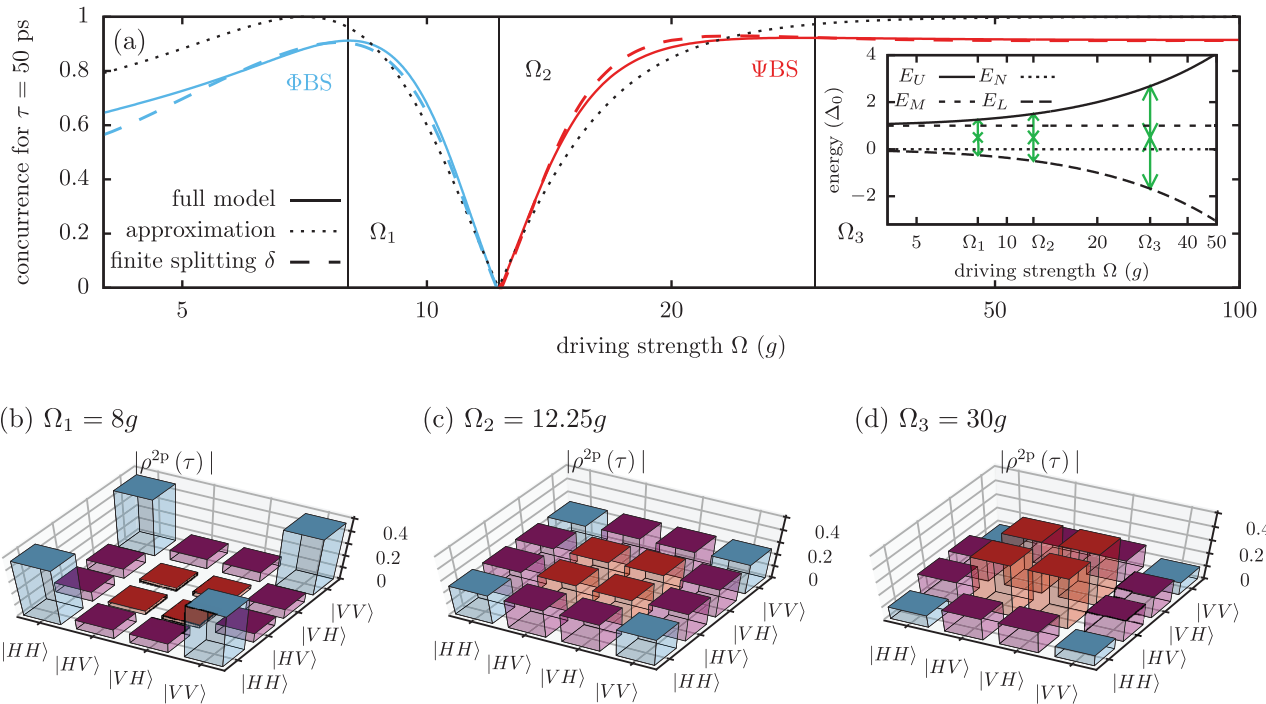 (a)
concurrence for τ = 50 ps
1
0.8
0.6
0.4
0.2
0
ΦBS
Ω₁
Ω₂
ΨBS
Ω₃
full model
approximation
finite splitting δ
5
10
20
50
100
driving strength Ω (g)
E_U
E_N
E_M
E_L
energy (Δ₀)
4
2
0
−2
5
Ω₁
10
Ω₂
20
Ω₃
40
50
driving strength Ω (g)
(b) Ω₁ = 8g
|ρ²ᵖ (τ) |
0.4
0.2
0
|HH⟩
|HV⟩
|VH⟩
|VV⟩
|HH⟩
|HV⟩
|VH⟩
|VV⟩
(c) Ω₂ = 12.25g
|ρ²ᵖ (τ) |
0.4
0.2
0
|HH⟩
|HV⟩
|VH⟩
|VV⟩
|HH⟩
|HV⟩
|VH⟩
|VV⟩
(d) Ω₃ = 30g
|ρ²ᵖ (τ) |
0.4
0.2
0
|HH⟩
|HV⟩
|VH⟩
|VV⟩
|HH⟩
|HV⟩
|VH⟩
|VV⟩